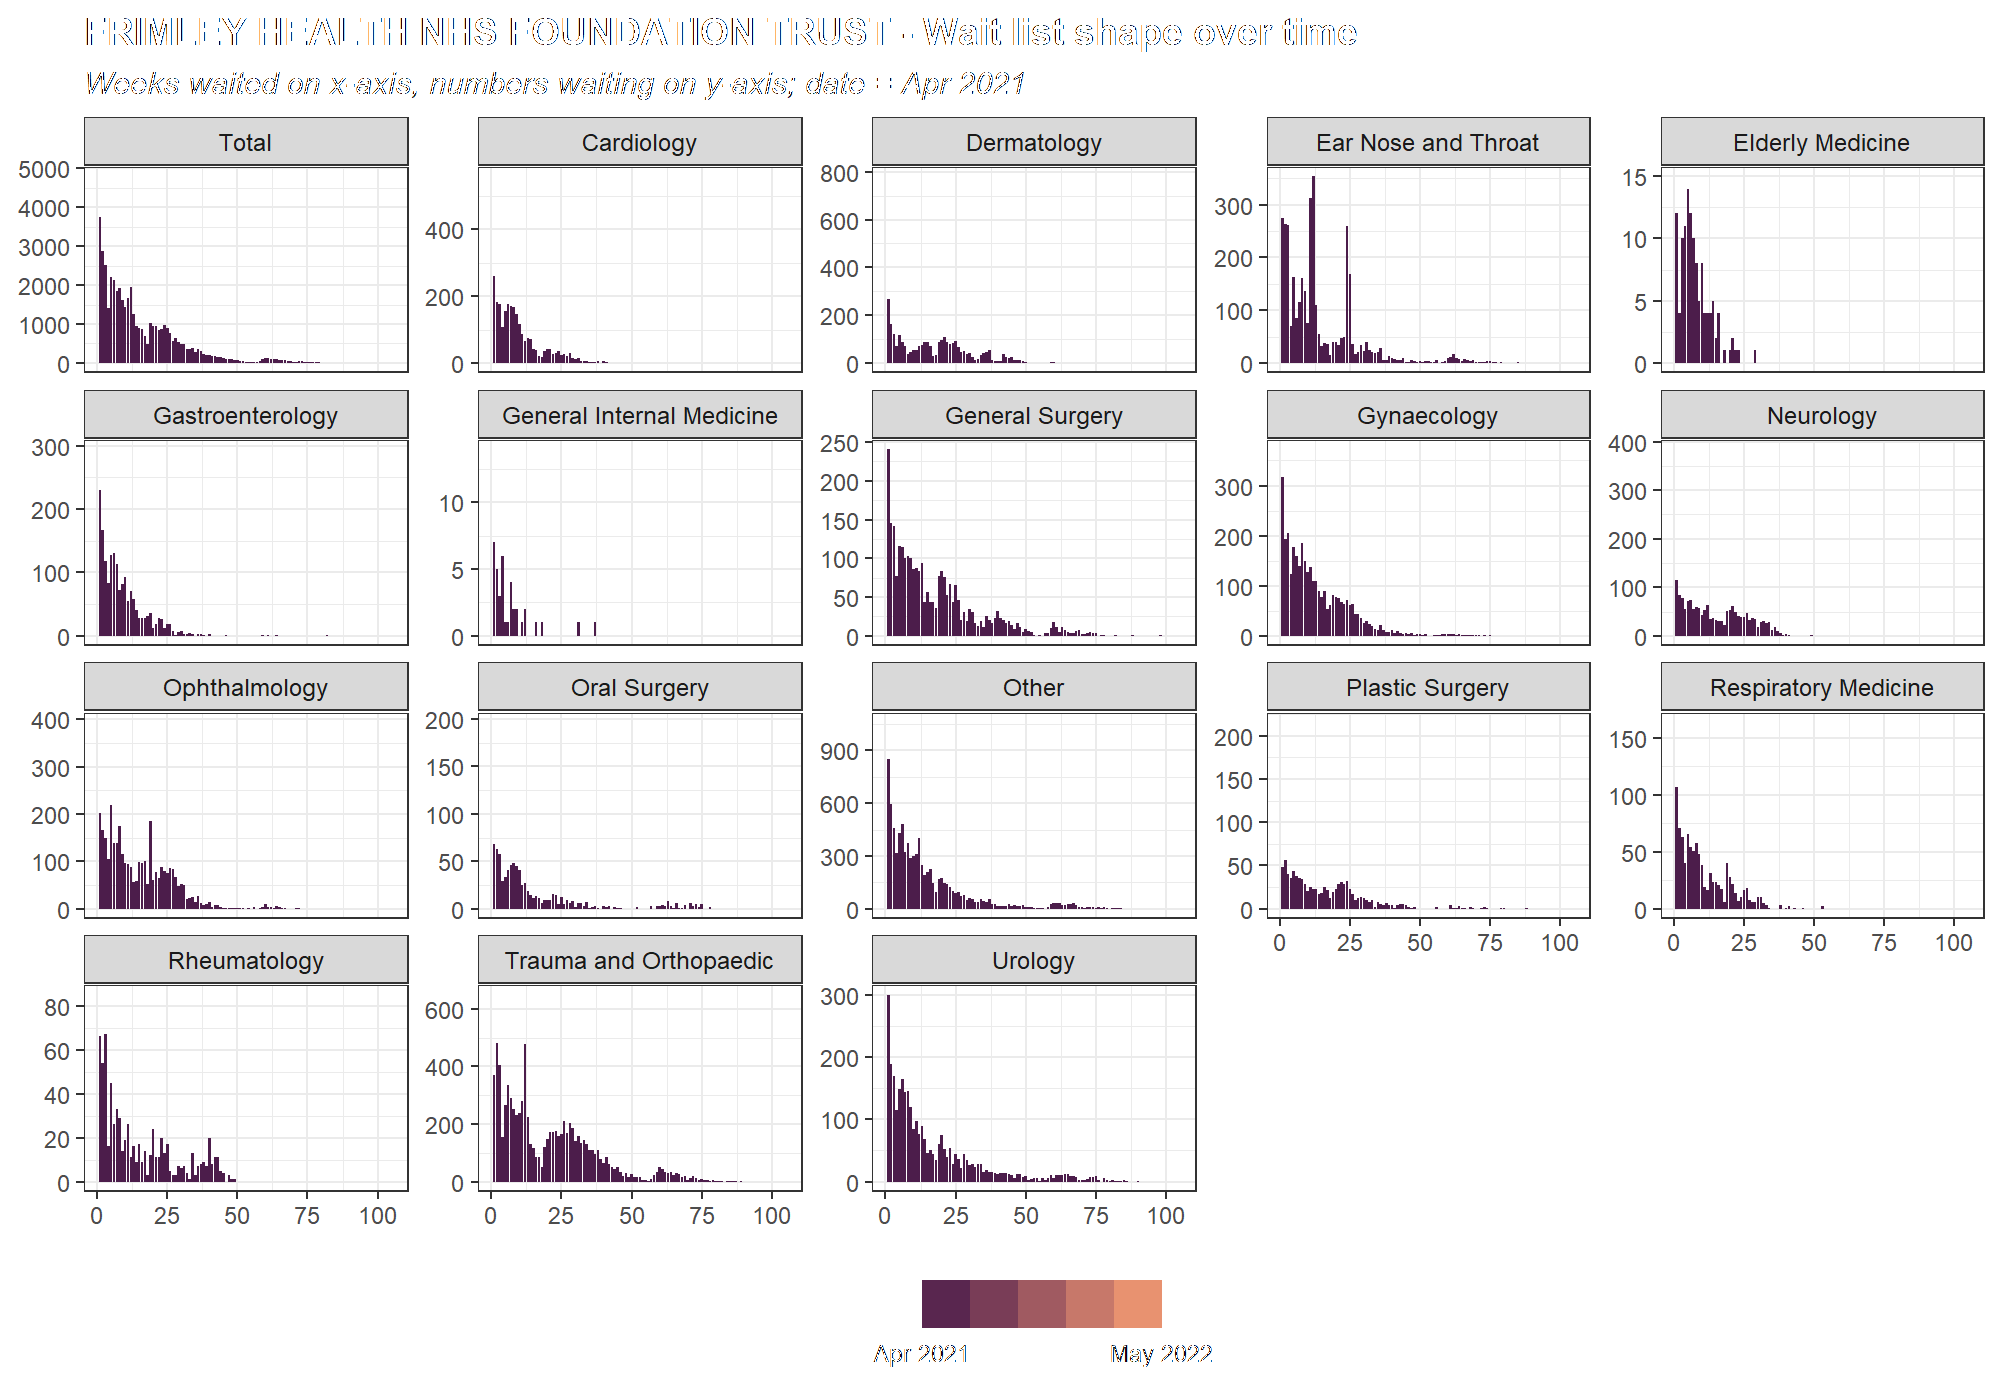 FRIMLEY HEALTH NHS FOUNDATION TRUST - Wait list shape over time
Weeks waited on x-axis, numbers waiting on y-axis; date = Apr 2021
Total Cardiology Dermatology Ear Nose and Throat Elderly Medicine
5000 4000 3000 2000 1000 0
400 200 0
800 600 400 200 0
300 200 100 0
15 10 5 0
Gastroenterology General Internal Medicine General Surgery Gynaecology Neurology
300 200 100 0
10 5 0
250 200 150 100 50 0
300 200 100 0
400 300 200 100 0
Ophthalmology Oral Surgery Other Plastic Surgery Respiratory Medicine
400 300 200 100 0
200 150 100 50 0
900 600 300 0
200 150 100 50 0
150 100 50 0
0 25 50 75 100 0 25 50 75 100
Rheumatology Trauma and Orthopaedic Urology
80 60 40 20 0
600 400 200 0
300 200 100 0
0 25 50 75 100 0 25 50 75 100 0 25 50 75 100
Apr 2021 May 2022